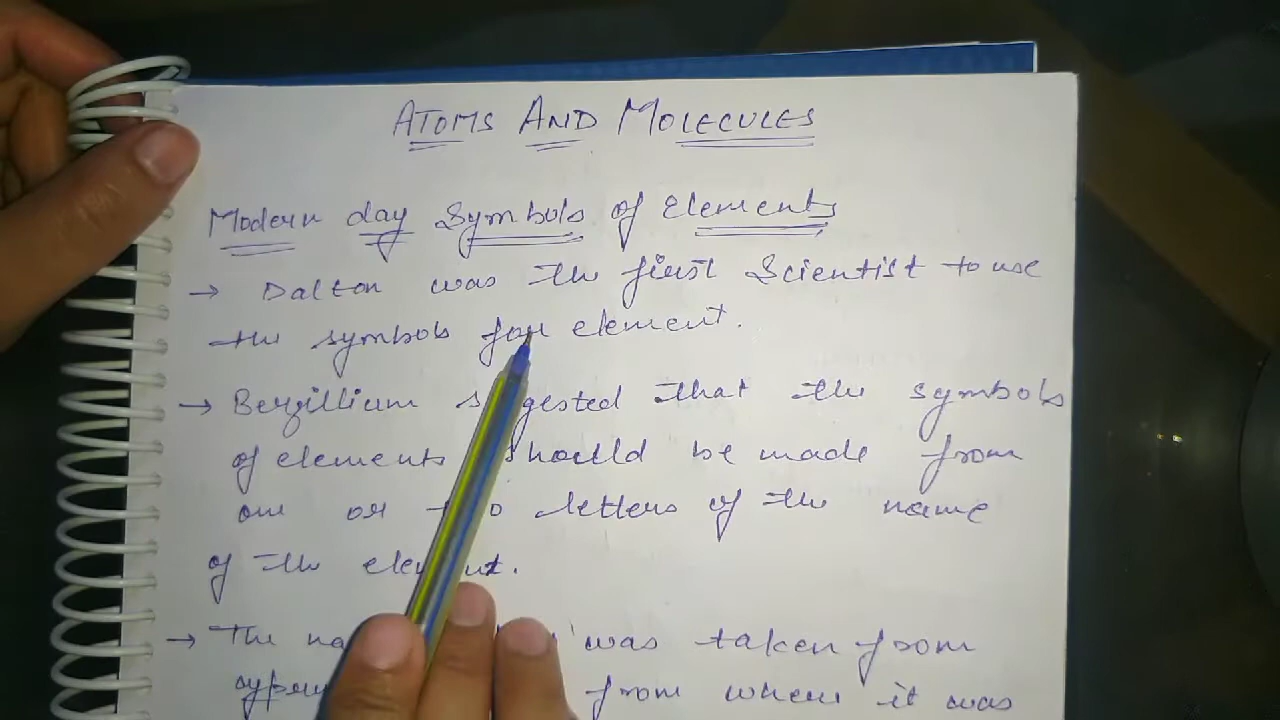 ATOMS AND MOLECULES
Modern day Symbols of Elements
→ Dalton was the first Scientist to use
the symbols for element.
→ Berzillium suggested that the symbols
of elements should be made from
one or two letters of the name
of the element.
→ The was taken from
from where it was